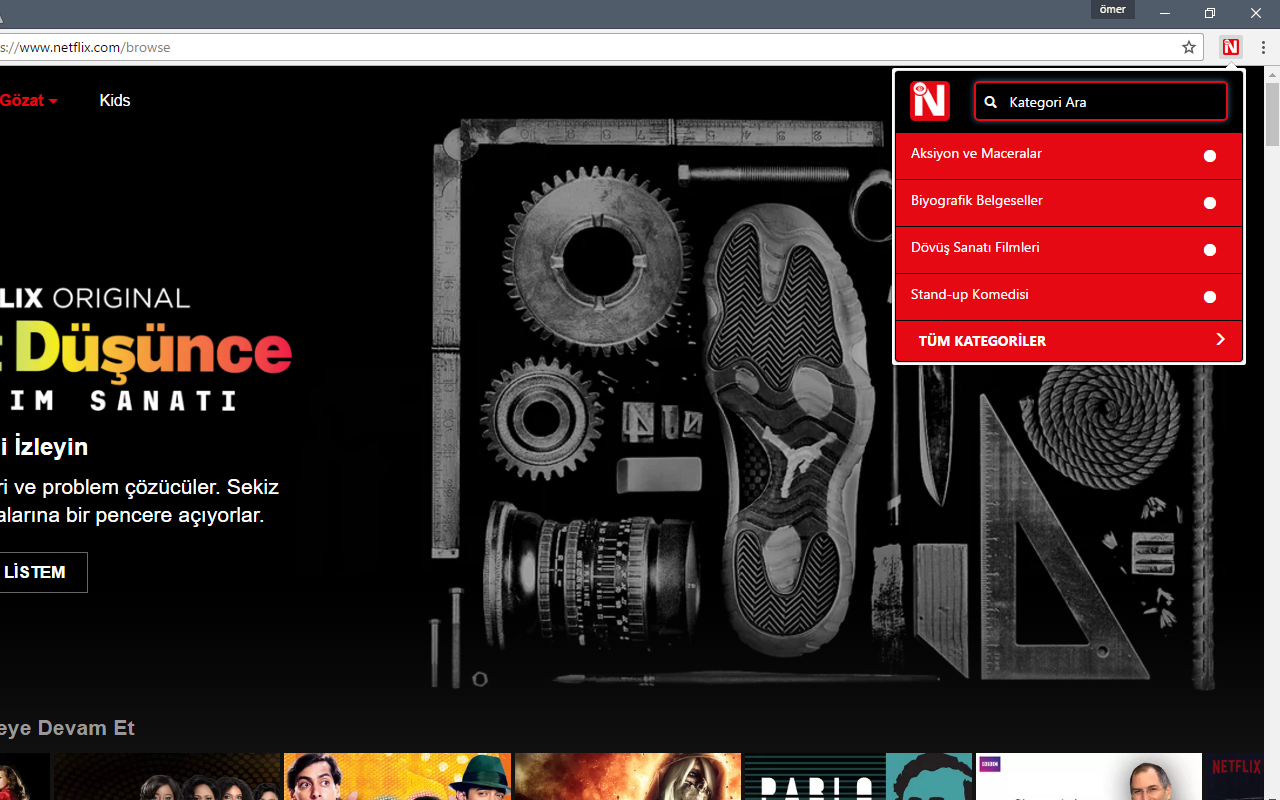 ömer
s://www.netflix.com/browse
Gözat
Kids
Kategori Ara
Aksiyon ve Maceralar
Biyografik Belgeseller
Dövüş Sanatı Filmleri
Stand-up Komedisi
TÜM KATEGORİLER
FLIX ORIGINAL
t Düşünce
IM SANATI
i İzleyin
ri ve problem çözücüler. Sekiz
alarına bir pencere açıyorlar.
LİSTEM
eye Devam Et
PABLO
NETFLIX